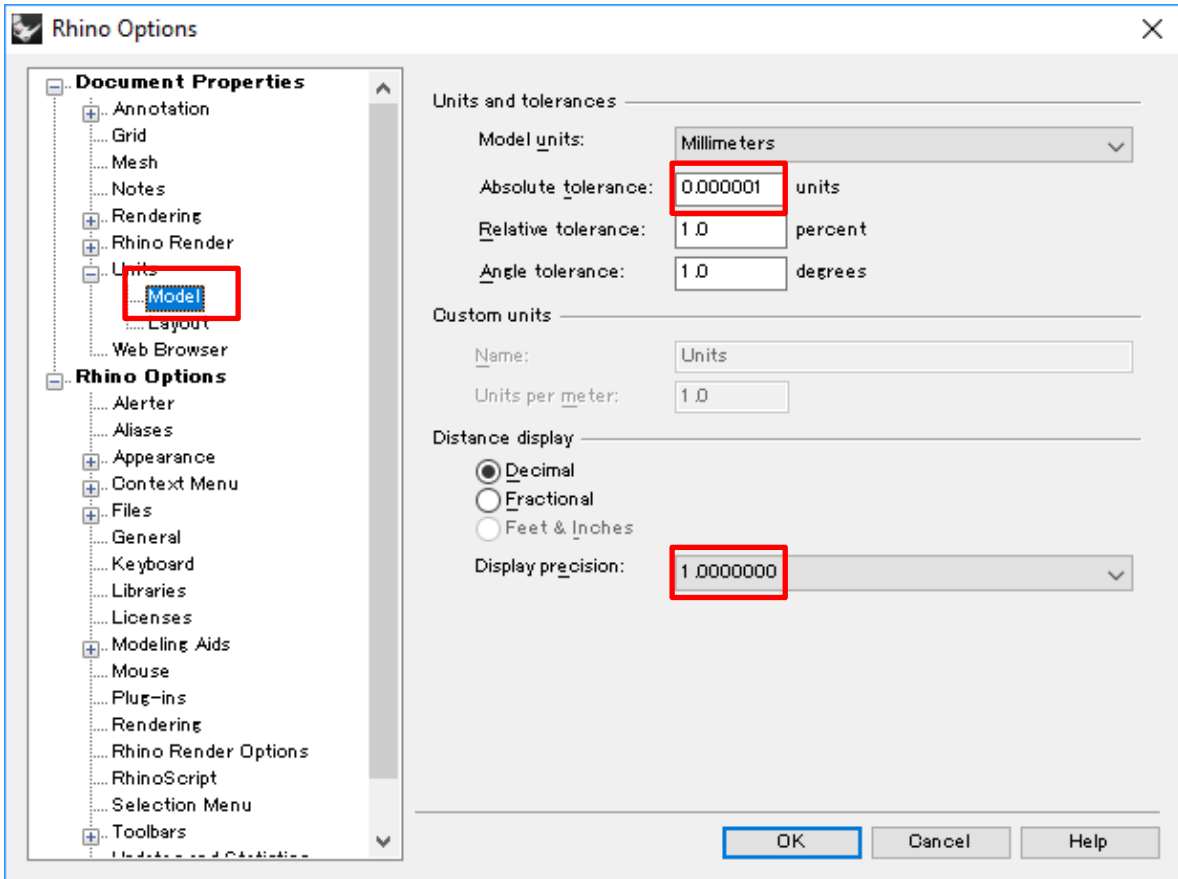 Rhino Options
Document Properties
Annotation
Grid
Mesh
Notes
Rendering
Rhino Render
Units
Model
Layout
Web Browser
Rhino Options
Alerter
Aliases
Appearance
Context Menu
Files
General
Keyboard
Libraries
Licenses
Modeling Aids
Mouse
Plug-ins
Rendering
Rhino Render Options
RhinoScript
Selection Menu
Toolbars
Updates and Statistics
Units and tolerances
Model units: Millimeters
Absolute tolerance: 0.000001 units
Relative tolerance: 1.0 percent
Angle tolerance: 1.0 degrees
Custom units
Name: Units
Units per meter: 1.0
Distance display
Decimal
Fractional
Feet & Inches
Display precision: 1.0000000
OK Cancel Help